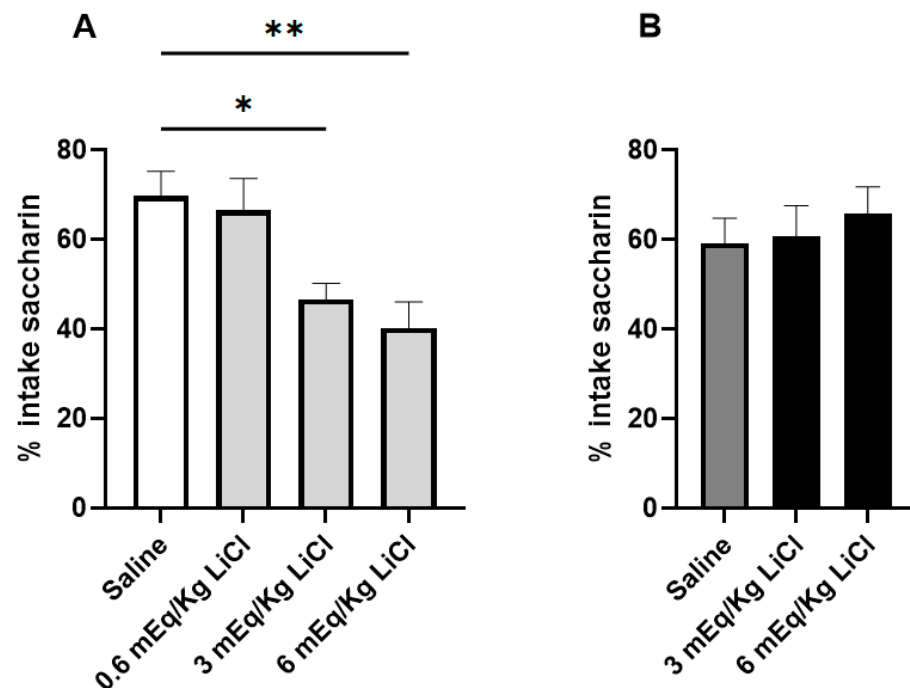 A
**
*
% intake saccharin
80
60
40
20
0
Saline
0.6 mEq/Kg LiCl
3 mEq/Kg LiCl
6 mEq/Kg LiCl
B
% intake saccharin
80
60
40
20
0
Saline
3 mEq/Kg LiCl
6 mEq/Kg LiCl